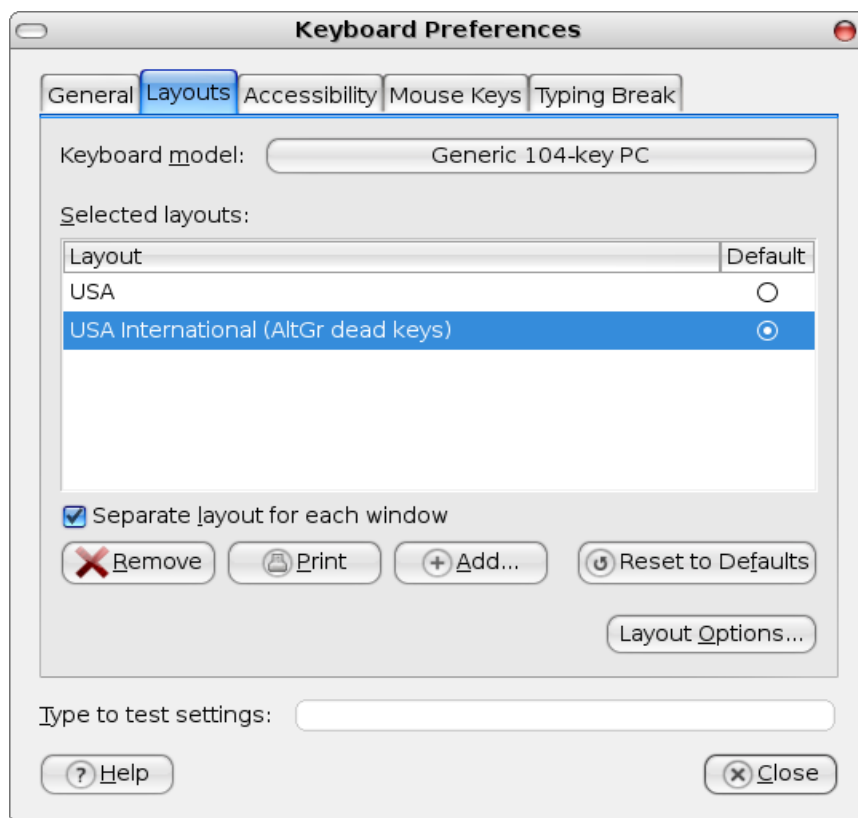 Keyboard Preferences
General Layouts Accessibility Mouse Keys Typing Break
Keyboard model: Generic 104-key PC
Selected layouts:
Layout Default
USA
USA International (AltGr dead keys)
Separate layout for each window
Remove Print Add... Reset to Defaults
Layout Options...
Type to test settings:
Help Close